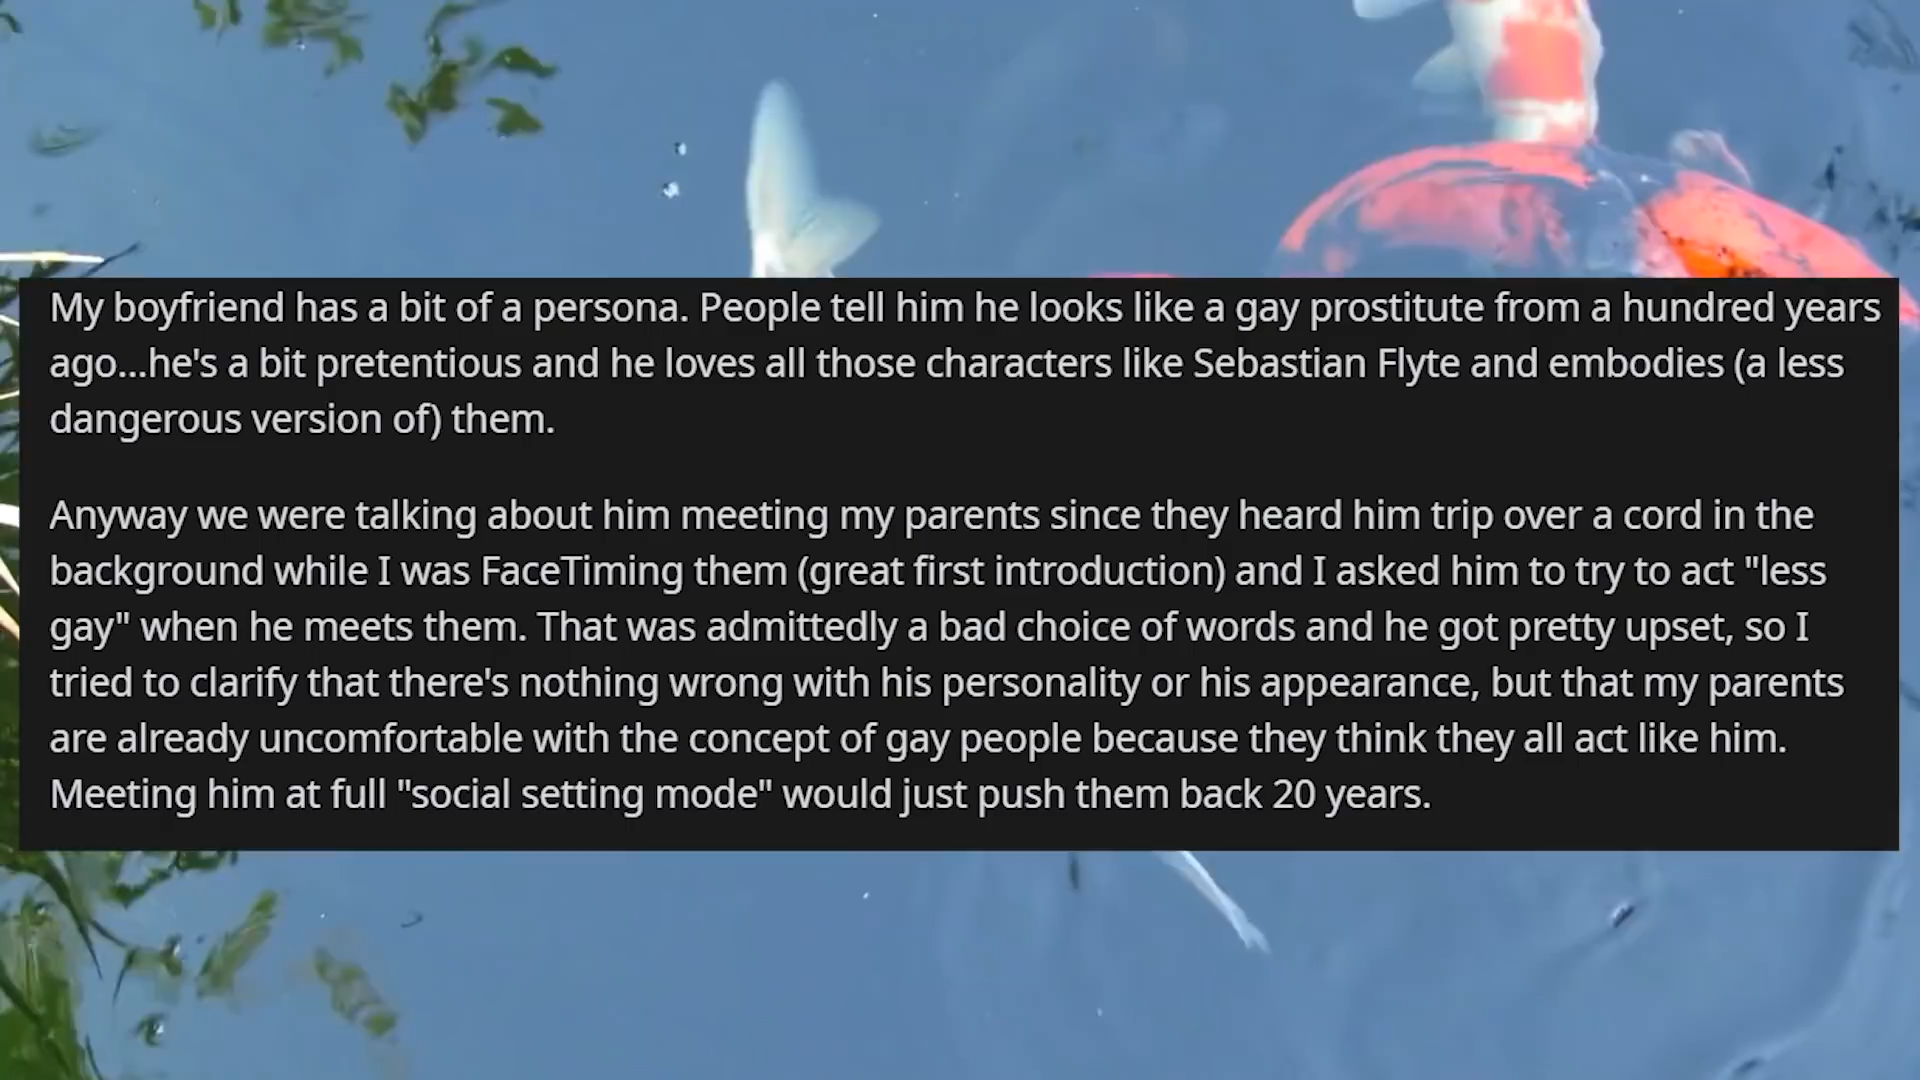 My boyfriend has a bit of a persona. People tell him he looks like a gay prostitute from a hundred years
ago...he's a bit pretentious and he loves all those characters like Sebastian Flyte and embodies (a less
dangerous version of) them.
Anyway we were talking about him meeting my parents since they heard him trip over a cord in the
background while I was FaceTiming them (great first introduction) and I asked him to try to act "less
gay" when he meets them. That was admittedly a bad choice of words and he got pretty upset, so I
tried to clarify that there's nothing wrong with his personality or his appearance, but that my parents
are already uncomfortable with the concept of gay people because they think they all act like him.
Meeting him at full "social setting mode" would just push them back 20 years.